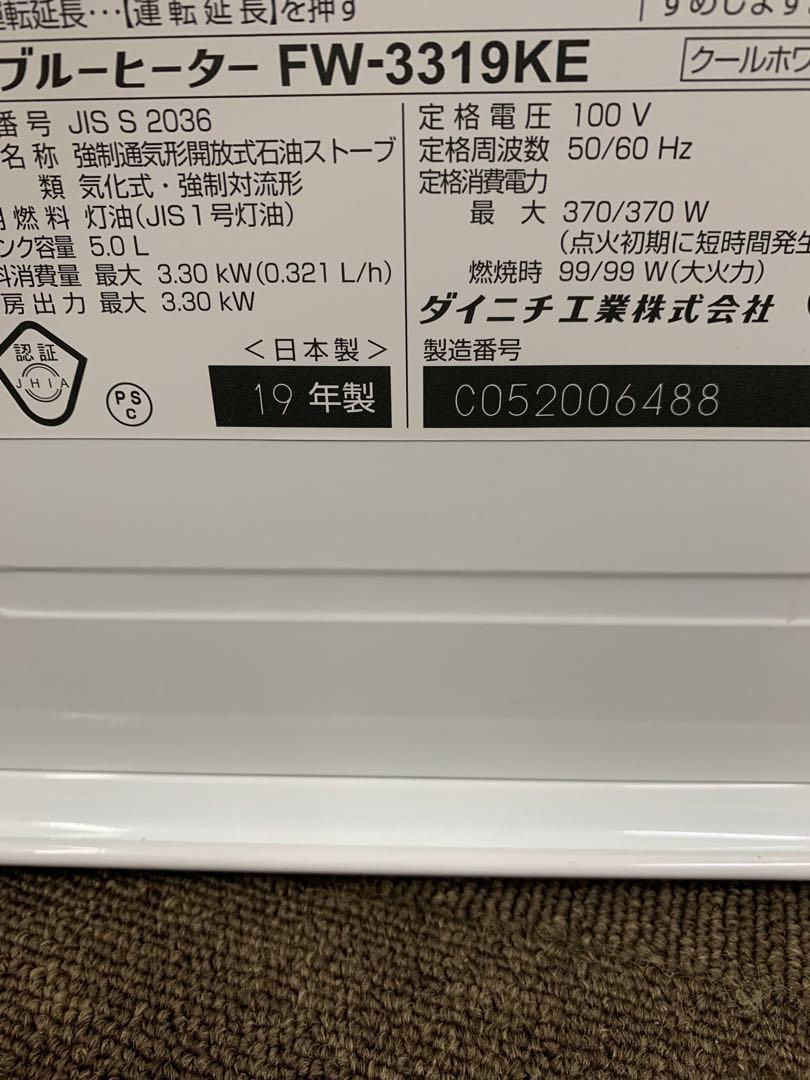 転延長…【運転延長】を押す
すめします
ブルーヒーター FW-3319KE
クールホワ
番号 JIS S 2036
名称 強制通気形開放式石油ストーブ
類 気化式・強制対流形
燃料 灯油(JIS1号灯油)
ンク容量 5.0 L
消費量 最大 3.30 kW(0.321 L/h)
房出力 最大 3.30 kW
定格電圧 100 V
定格周波数 50/60 Hz
定格消費電力
最大 370/370 W
(点火初期に短時間発生
燃焼時 99/99 W(大火力)
ダイニチ工業株式会社
認証
JHIA
PS
C
<日本製>
19 年製
製造番号
C052006488